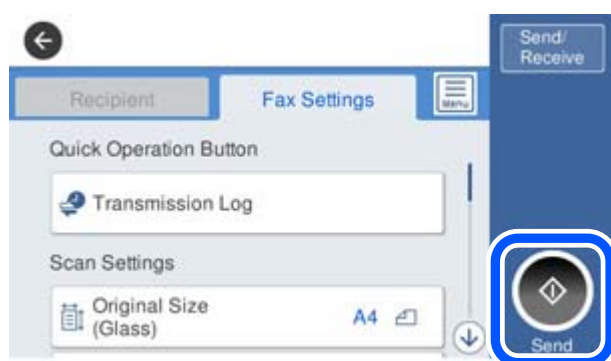 Send/
Receive
Recipient
Fax Settings
Menu
Quick Operation Button
Transmission Log
Scan Settings
Original Size
(Glass)
A4
Send